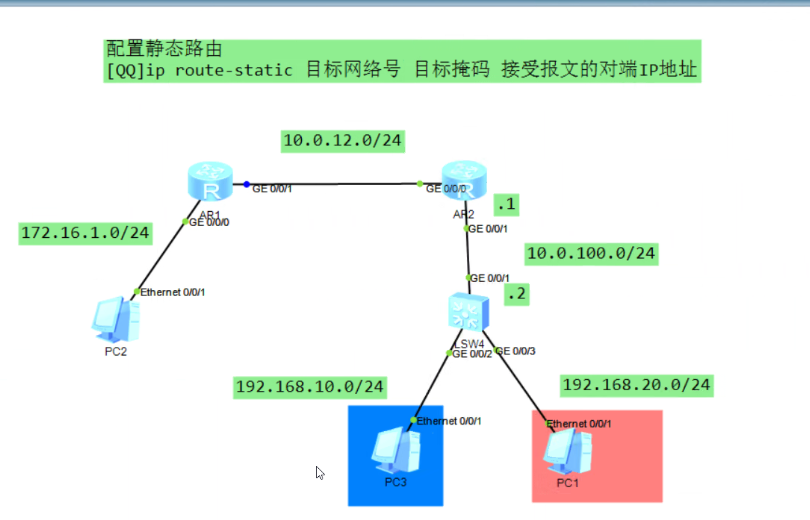 配置静态路由
[QQ]ip route-static 目标网络号 目标掩码 接受报文的对端IP地址
10.0.12.0/24
R
GE 0/0/1
GE 0/0/0
R
AR1
AR2
.1
GE 0/0/0
172.16.1.0/24
GE 0/0/1
10.0.100.0/24
GE 0/0/1
Ethernet 0/0/1
.2
PC2
LSW4
GE 0/0/2
GE 0/0/3
192.168.10.0/24
192.168.20.0/24
Ethernet 0/0/1
Ethernet 0/0/1
PC3
PC1